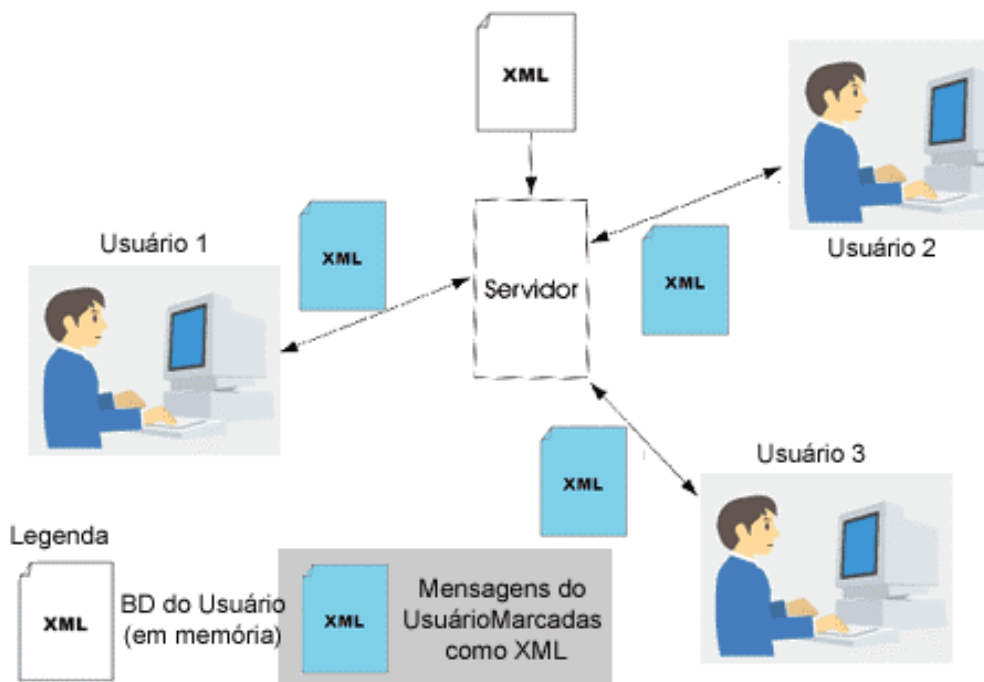 XML
Usuário 2
Usuário 1
XML
XML
Servidor
XML
Usuário 3
Legenda
XML
BD do Usuário
(em memória)
XML
Mensagens do
UsuárioMarcadas
como XML